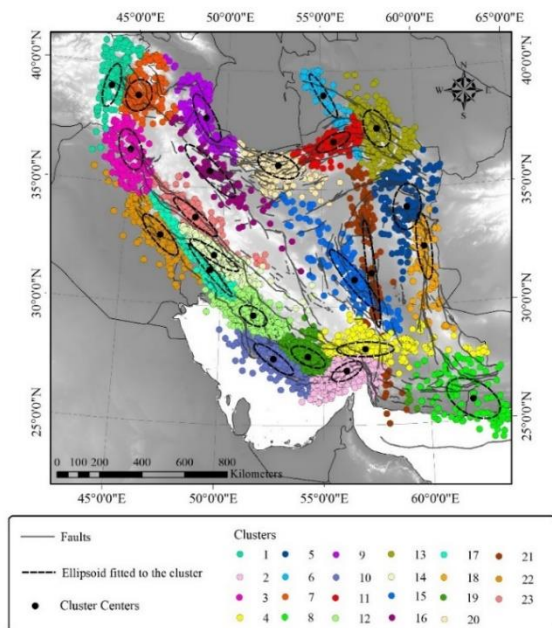 45°0'0"E 50°0'0"E 55°0'0"E 60°0'0"E 65°0'0"E
40°0'0"N 40°0'0"N
N
W E
S
35°0'0"N 35°0'0"N
30°0'0"N 30°0'0"N
25°0'0"N 25°0'0"N
0 100 200 400 600 800
Kilometers
45°0'0"E 50°0'0"E 55°0'0"E 60°0'0"E
Faults
Ellipsoid fitted to the cluster
Cluster Centers
Clusters
1 5 9 13 17 21
2 6 10 14 18 22
3 7 11 15 19 23
4 8 12 16 20